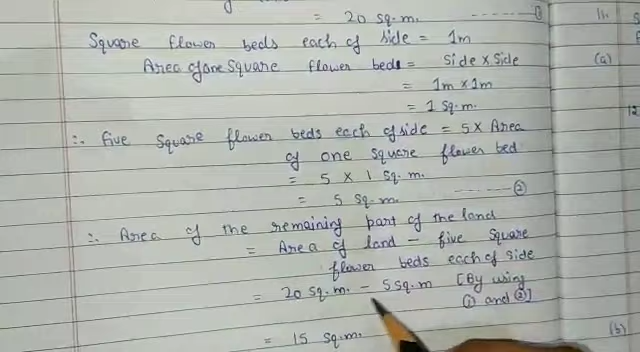 of
= 20 sq.m. ------- ①
Square flower beds each of side = 1m
Area of one Square flower bed = side × side
= 1m × 1m
= 1 sq.m.
∴ five Square flower beds each of side = 5 × Area
of one square flower bed
= 5 × 1 sq. m.
= 5 sq.m. ------- ②
∴ Area of the remaining part of the land
= Area of land - five square
flower beds each of side
= 20 sq.m. - 5 sq.m [By using
① and ②]
= 15 sq.m.
11.
(a)
12
(b)